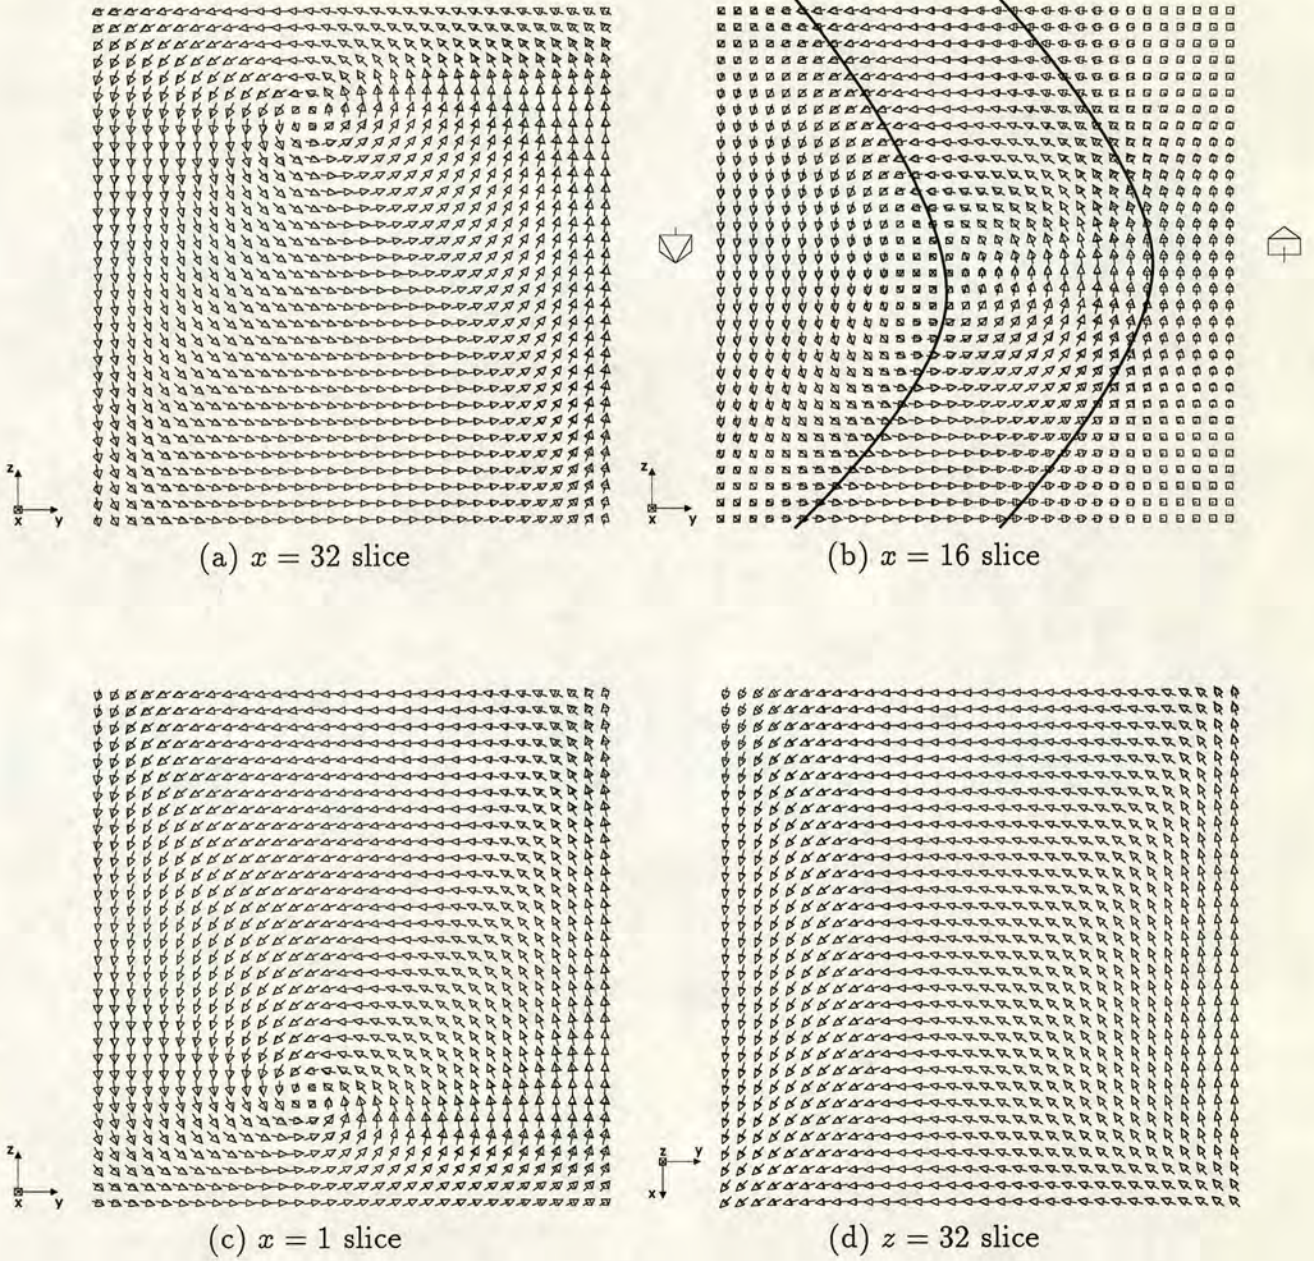 z
x
y
(a) x = 32 slice
z
x
y
(b) x = 16 slice
z
x
y
(c) x = 1 slice
z
y
x
(d) z = 32 slice